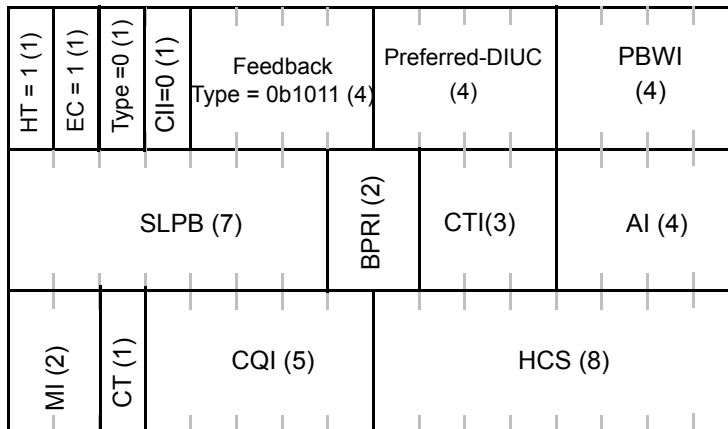 HT = 1 (1)
EC = 1 (1)
Type =0 (1)
CII=0 (1)
Feedback
Type = 0b1011 (4)
Preferred-DIUC
(4)
PBWI
(4)
SLPB (7)
BPRI (2)
CTI(3)
AI (4)
MI (2)
CT (1)
CQI (5)
HCS (8)